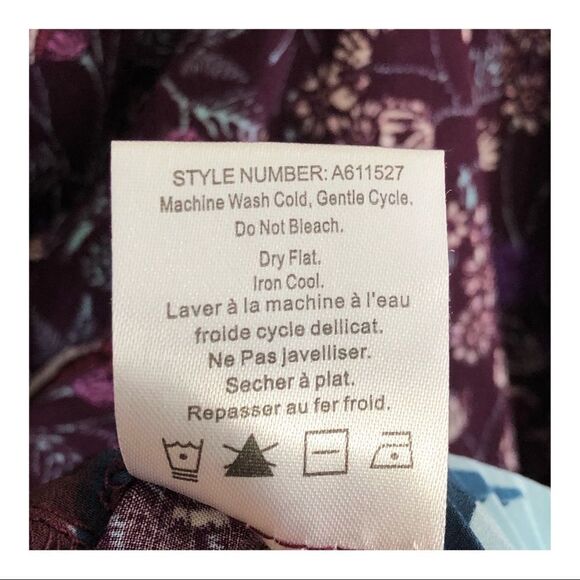 STYLE NUMBER: A611527
Machine Wash Cold, Gentle Cycle.
Do Not Bleach.
Dry Flat.
Iron Cool.
Laver à la machine à l'eau
froide cycle dellicat.
Ne Pas javelliser.
Secher à plat.
Repasser au fer froid.